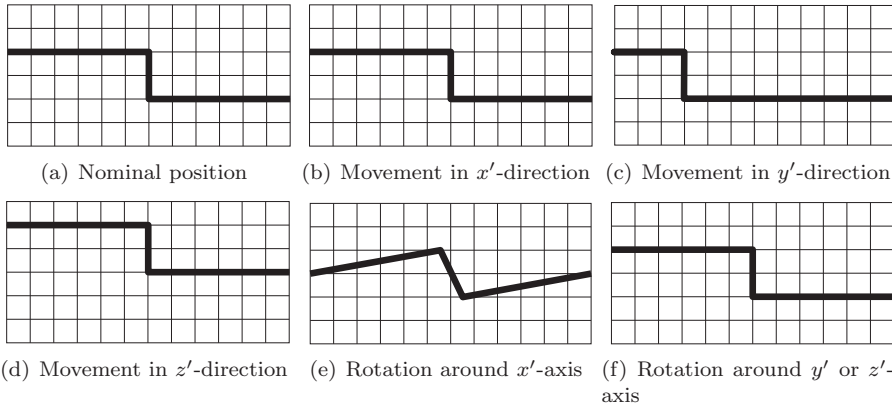 (a) Nominal position
(b) Movement in x′-direction
(c) Movement in y′-direction
(d) Movement in z′-direction
(e) Rotation around x′-axis
(f) Rotation around y′ or z′-
axis